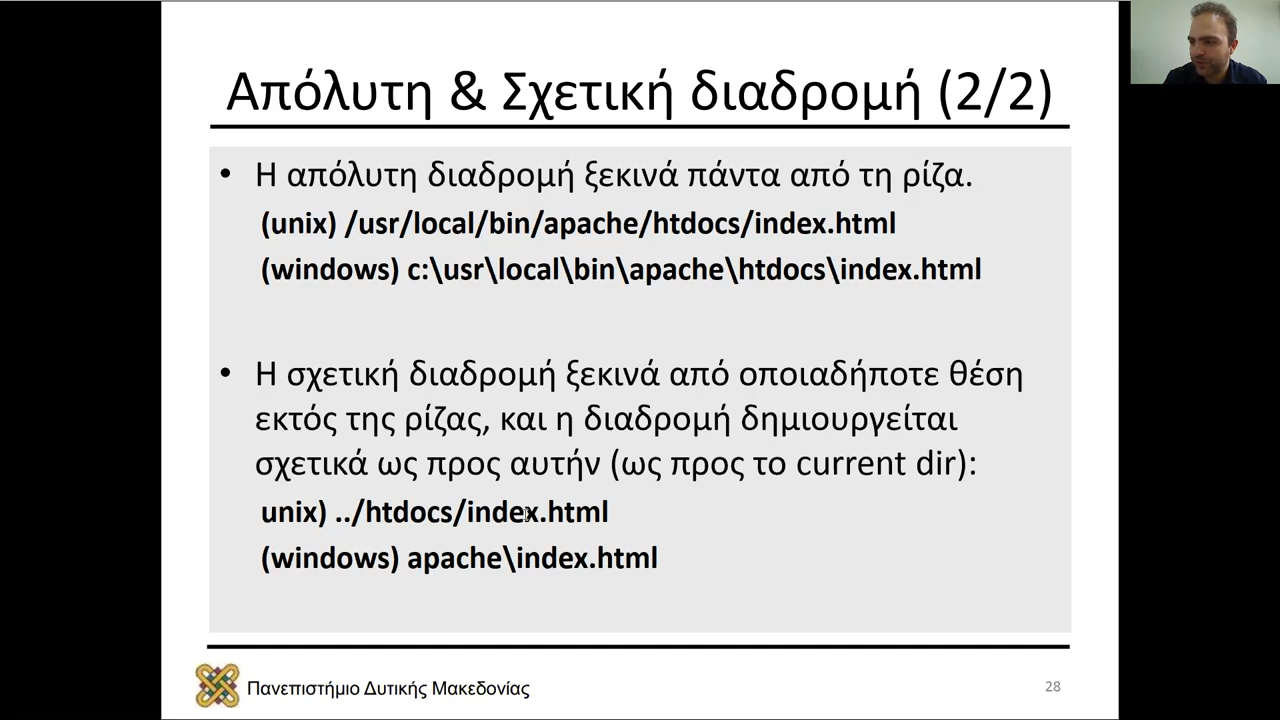 Απόλυτη & Σχετική διαδρομή (2/2)
• Η απόλυτη διαδρομή ξεκινά πάντα από τη ρίζα.
(unix) /usr/local/bin/apache/htdocs/index.html
(windows) c:\usr\local\bin\apache\htdocs\index.html
• Η σχετική διαδρομή ξεκινά από οποιαδήποτε θέση
εκτός της ρίζας, και η διαδρομή δημιουργείται
σχετικά ως προς αυτήν (ως προς το current dir):
unix) ../htdocs/index.html
(windows) apache\index.html
Πανεπιστήμιο Δυτικής Μακεδονίας
28